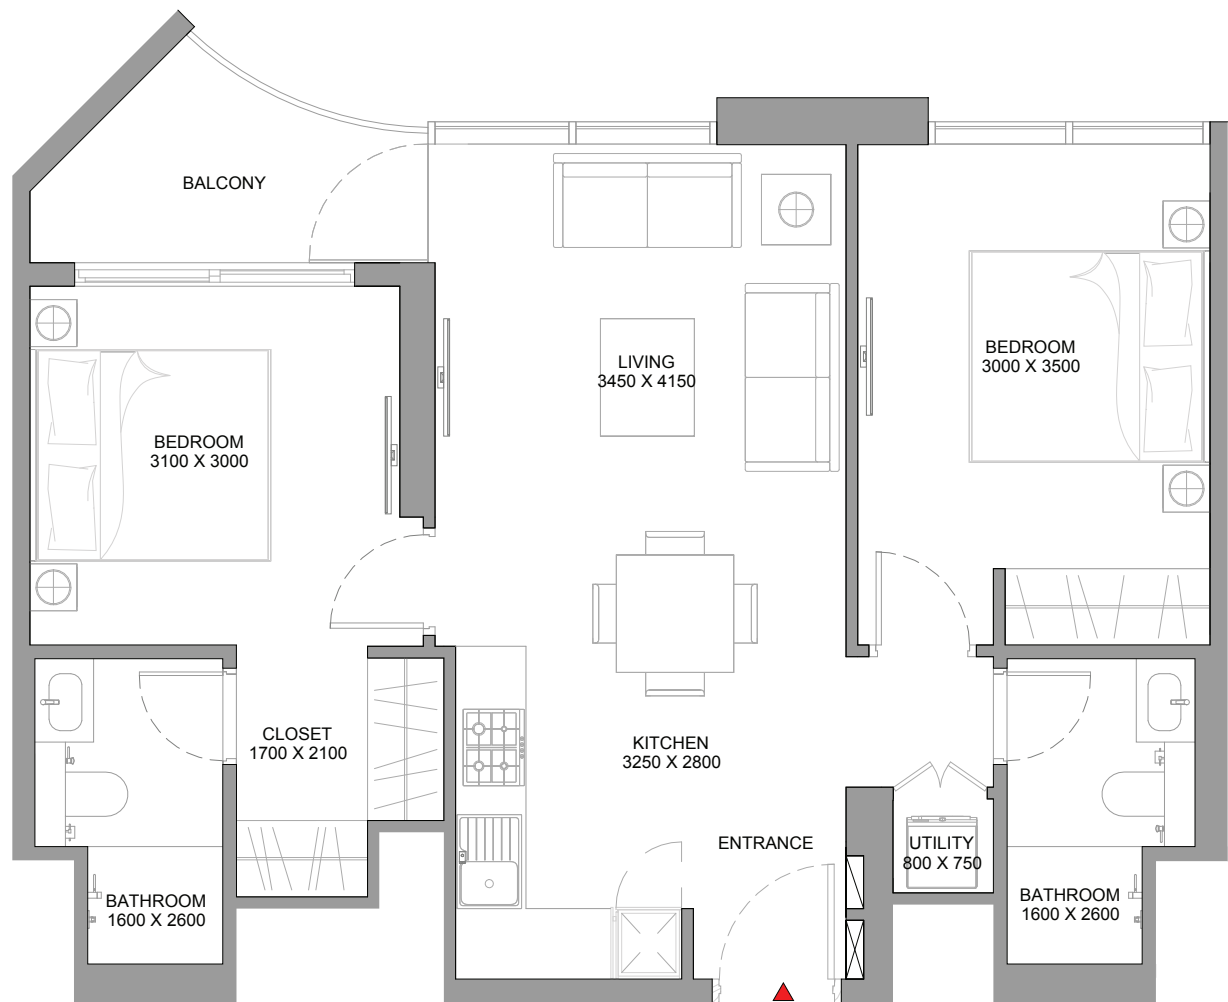 BALCONY
LIVING
3450 X 4150
BEDROOM
3000 X 3500
BEDROOM
3100 X 3000
CLOSET
1700 X 2100
KITCHEN
3250 X 2800
ENTRANCE
UTILITY
800 X 750
BATHROOM
1600 X 2600
BATHROOM
1600 X 2600